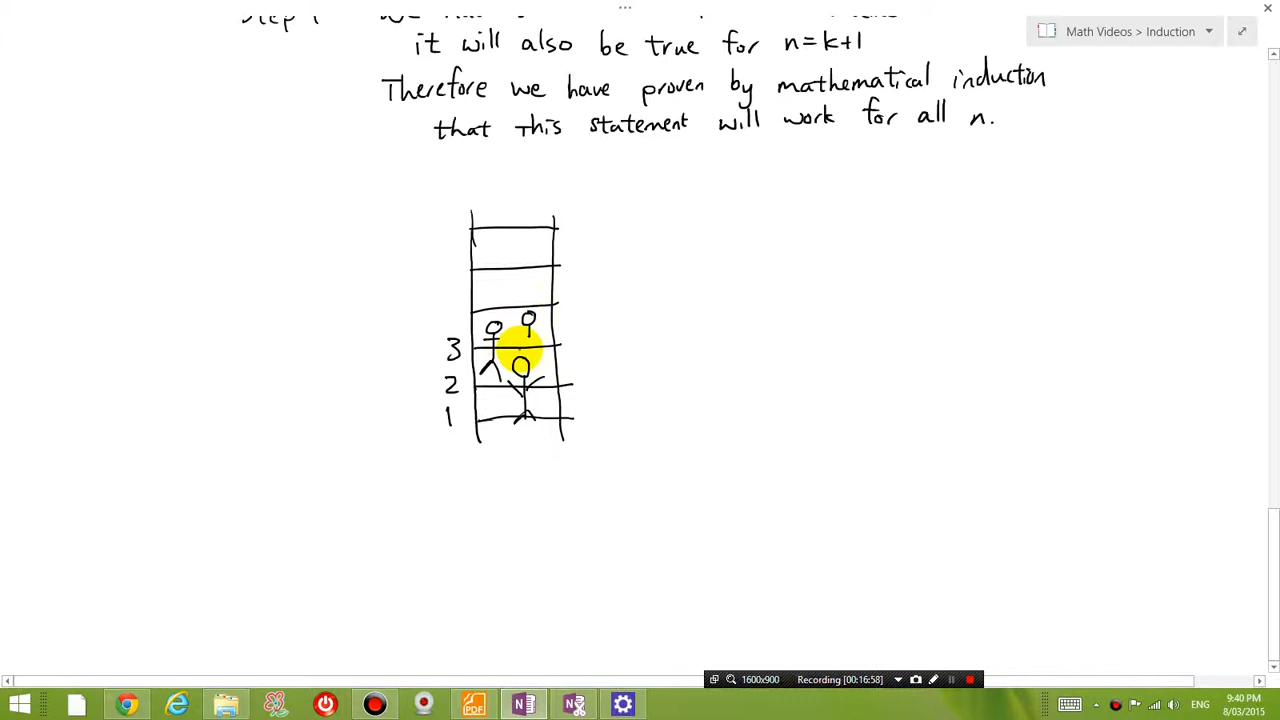 Math Videos > Induction
it will also be true for n=k+1
Therefore we have proven by mathematical induction
that this statement will work for all n.
3
2
1
1600x900
Recording [00:16:58]
PDF
ENG
9:40 PM
8/03/2015